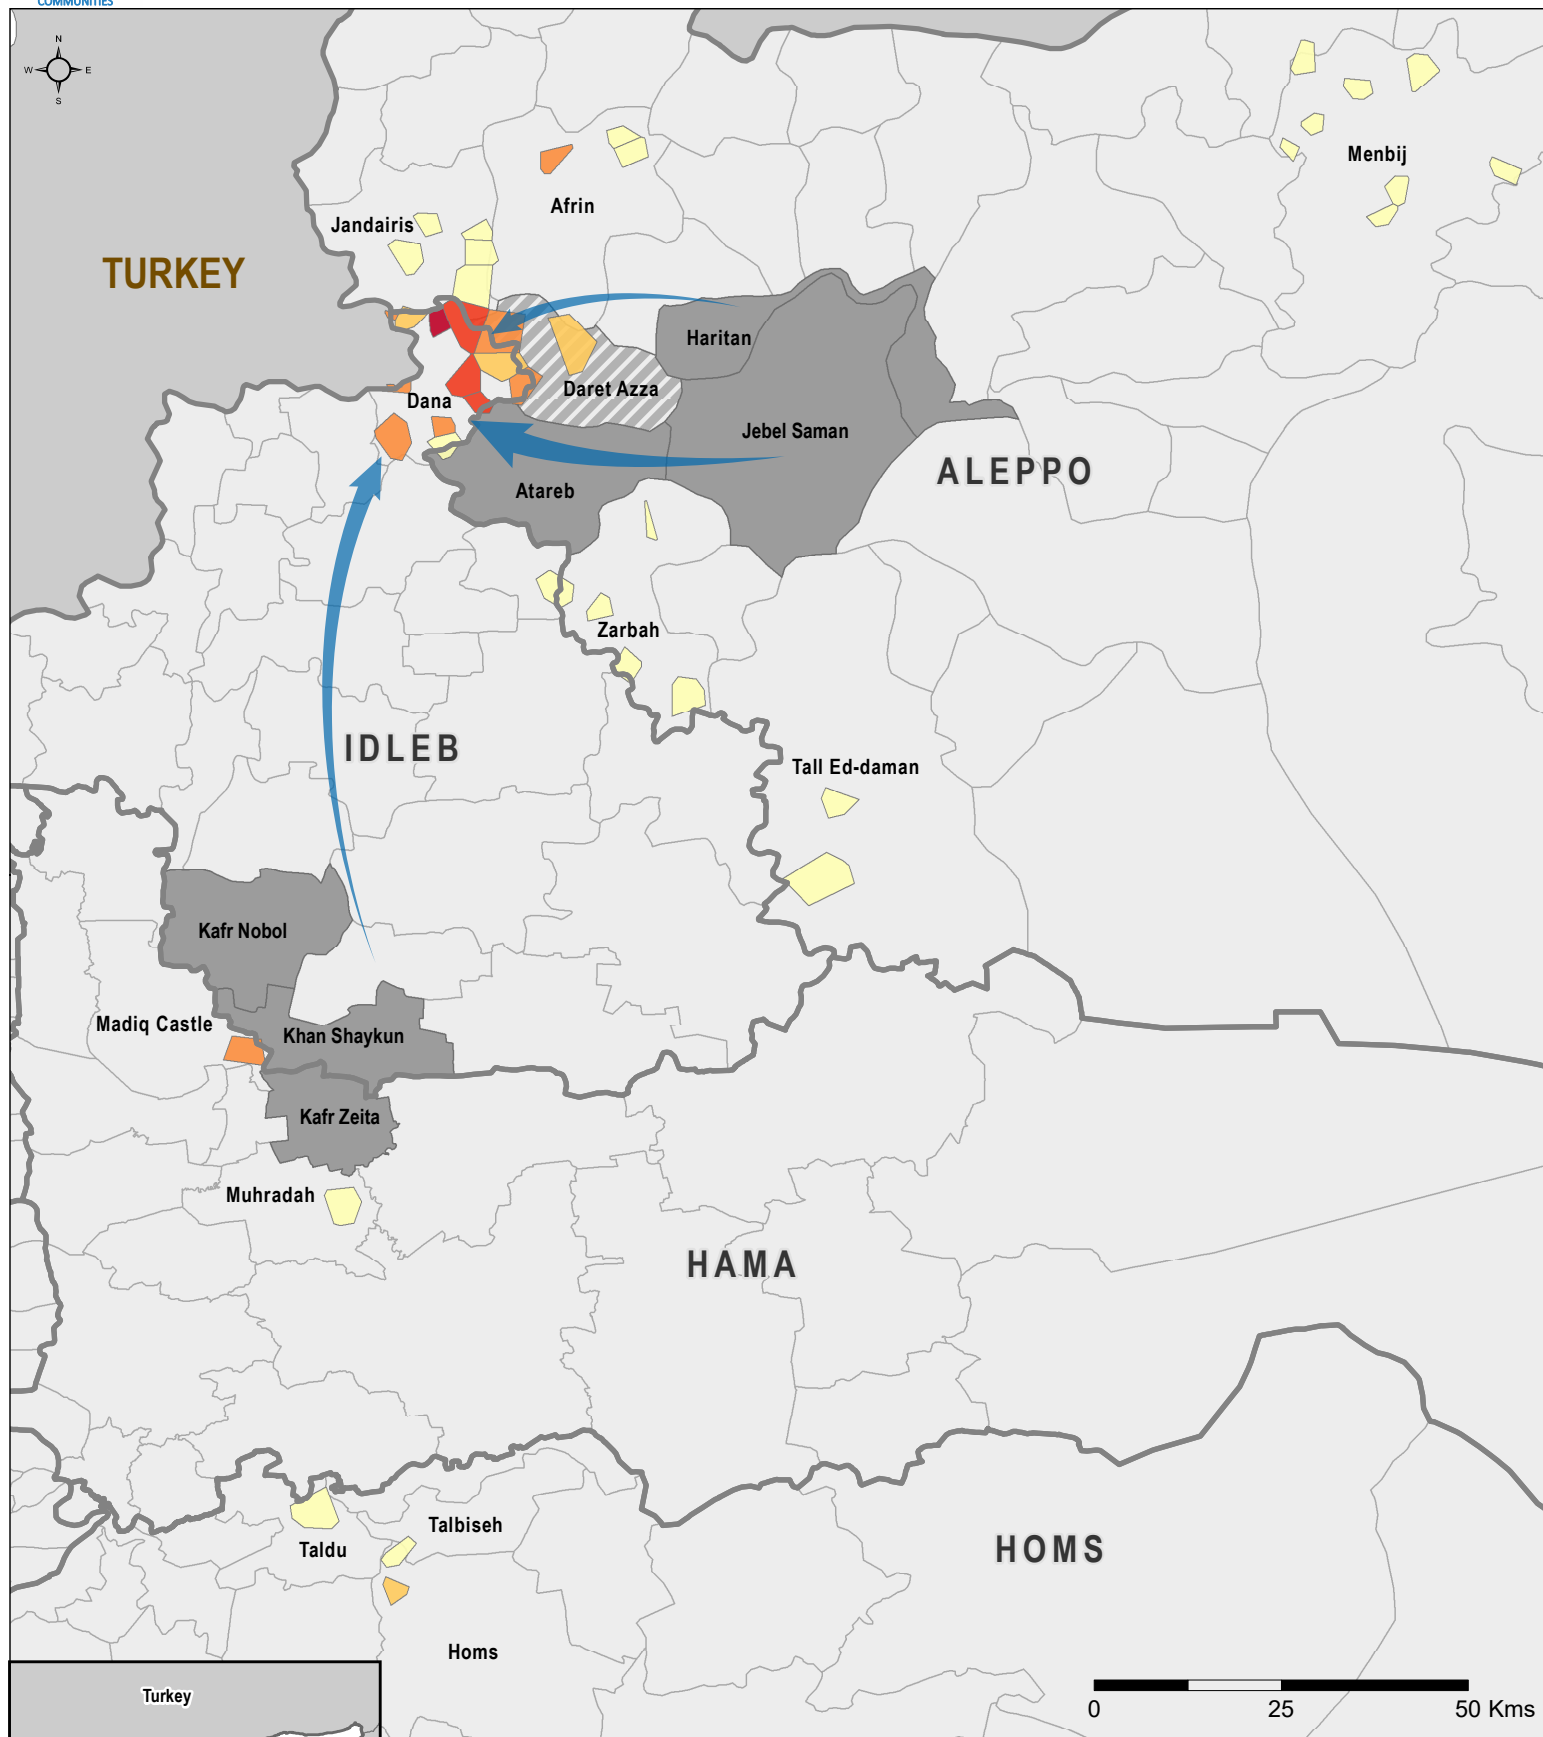 COMMUNITIES
N
W E
S
Menbij
Afrin
Jandairis
TURKEY
Haritan
Daret Azza
Dana
Jebel Saman
ALEPPO
Atareb
Zarbah
IDLEB
Tall Ed-daman
Kafr Nobol
Madiq Castle
Khan Shaykun
Kafr Zeita
Muhradah
HAMA
Talbiseh
Taldu
HOMS
Homs
Turkey
0 25 50 Kms